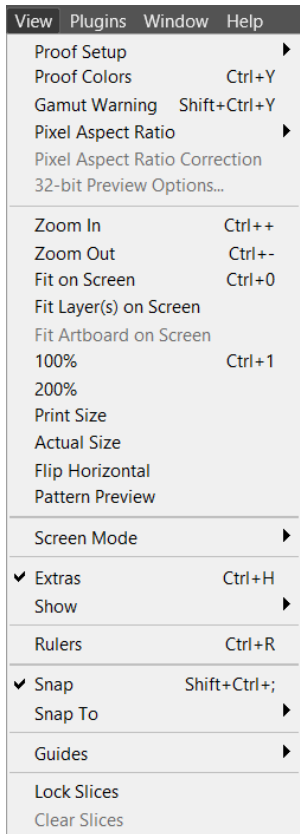 View Plugins Window Help
Proof Setup
Proof Colors Ctrl+Y
Gamut Warning Shift+Ctrl+Y
Pixel Aspect Ratio
Pixel Aspect Ratio Correction
32-bit Preview Options...
Zoom In Ctrl++
Zoom Out Ctrl+-
Fit on Screen Ctrl+0
Fit Layer(s) on Screen
Fit Artboard on Screen
100% Ctrl+1
200%
Print Size
Actual Size
Flip Horizontal
Pattern Preview
Screen Mode
Extras Ctrl+H
Show
Rulers Ctrl+R
Snap Shift+Ctrl+;
Snap To
Guides
Lock Slices
Clear Slices